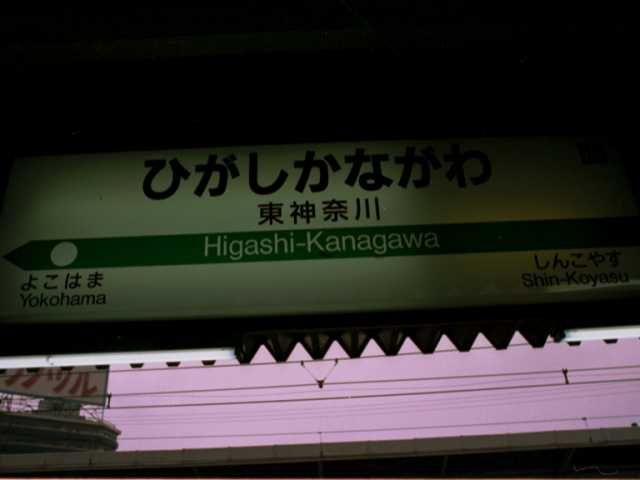 ひがしかながわ
東神奈川
Higashi-Kanagawa
よこはま
Yokohama
しんこやす
Shin-Koyasu